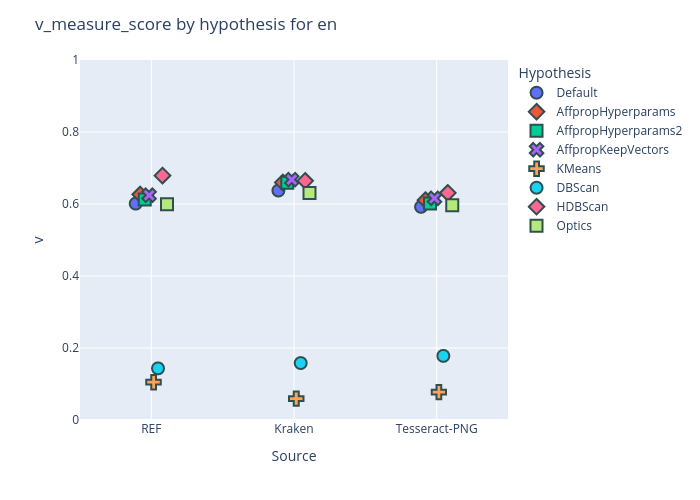 v_measure_score by hypothesis for en
Hypothesis
Default
AffpropHyperparams
AffpropHyperparams2
AffpropKeepVectors
KMeans
DBScan
HDBScan
Optics
v
1
0.8
0.6
0.4
0.2
0
REF Kraken Tesseract-PNG
Source